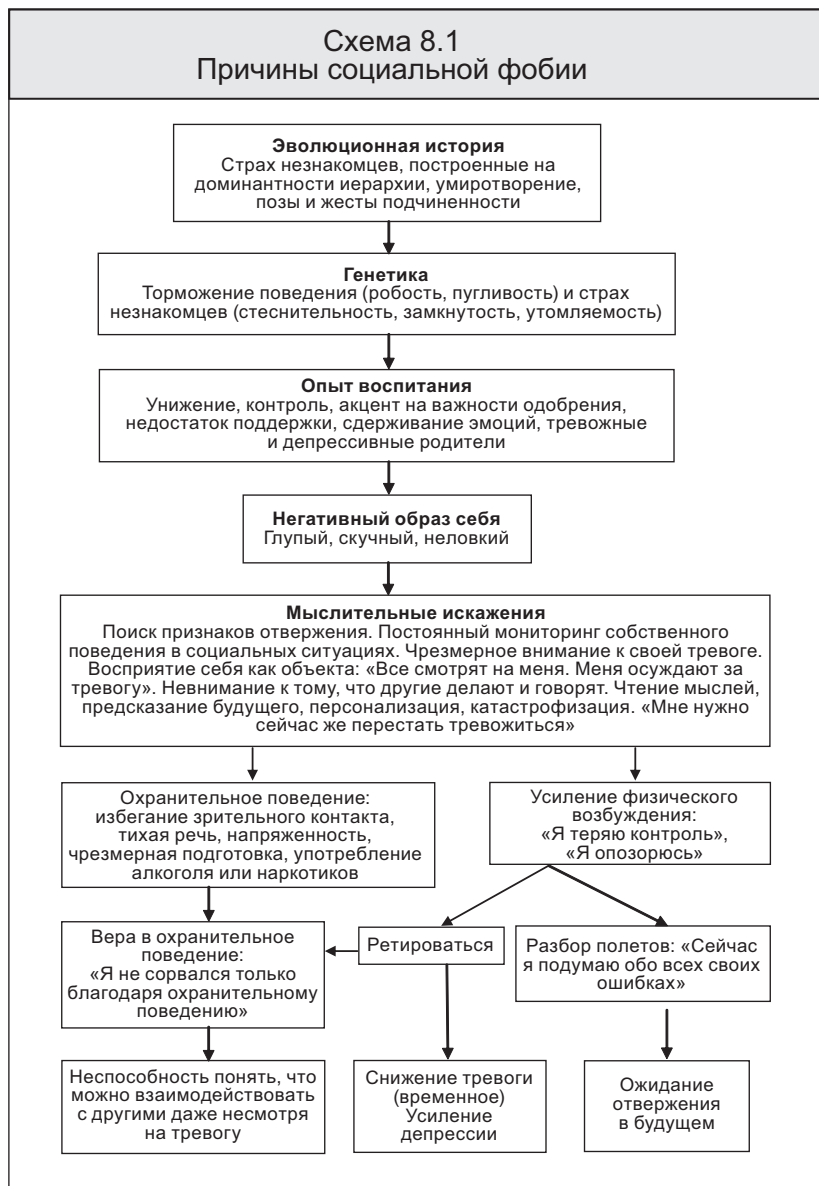 Схема 8.1
Причины социальной фобии
Эволюционная история
Страх незнакомцев, построенные на
доминантности иерархии, умиротворение,
позы и жесты подчиненности
Генетика
Торможение поведения (робость, пугливость) и страх
незнакомцев (стеснительность, замкнутость, утомляемость)
Опыт воспитания
Унижение, контроль, акцент на важности одобрения,
недостаток поддержки, сдерживание эмоций, тревожные
и депрессивные родители
Негативный образ себя
Глупый, скучный, неловкий
Мыслительные искажения
Поиск признаков отвержения. Постоянный мониторинг собственного
поведения в социальных ситуациях. Чрезмерное внимание к своей тревоге.
Восприятие себя как объекта: «Все смотрят на меня. Меня осуждают за
тревогу». Невнимание к тому, что другие делают и говорят. Чтение мыслей,
предсказание будущего, персонализация, катастрофизация. «Мне нужно
сейчас же перестать тревожиться»
Охранительное поведение:
избегание зрительного контакта,
тихая речь, напряженность,
чрезмерная подготовка, употребление
алкоголя или наркотиков
Усиление физического
возбуждения:
«Я теряю контроль»,
«Я опозорюсь»
Вера в охранительное
поведение:
«Я не сорвался только
благодаря охранительному
поведению»
Ретироваться
Разбор полетов: «Сейчас
я подумаю обо всех своих
ошибках»
Неспособность понять, что
можно взаимодействовать
с другими даже несмотря
на тревогу
Снижение тревоги
(временное)
Усиление
депрессии
Ожидание
отвержения
в будущем